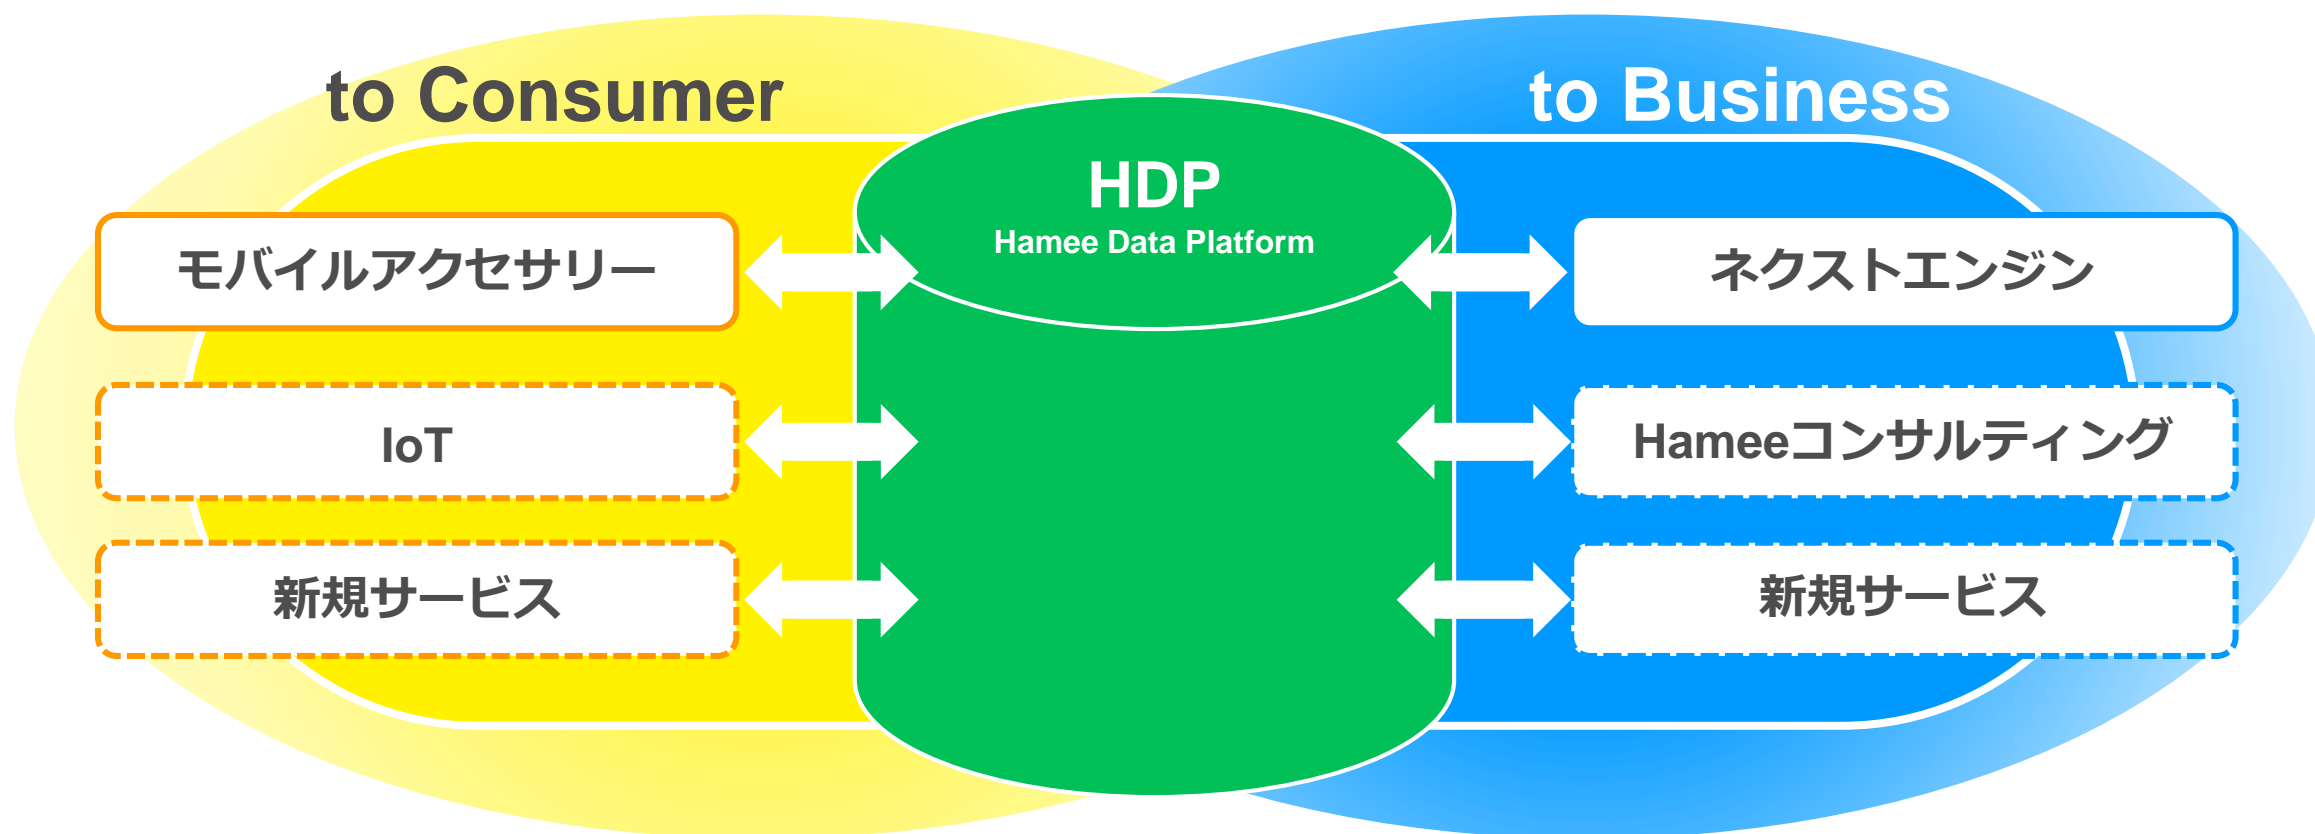 to Consumer
to Business
HDP
Hamee Data Platform
モバイルアクセサリー
ネクストエンジン
IoT
Hameeコンサルティング
新規サービス
新規サービス